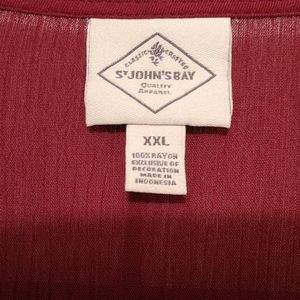 CLASSIC CRAFTED
ST JOHN'S BAY
QUALITY
APPAREL
XXL
100% RAYON
EXCLUSIVE OF
DECORATION
MADE IN
INDONESIA